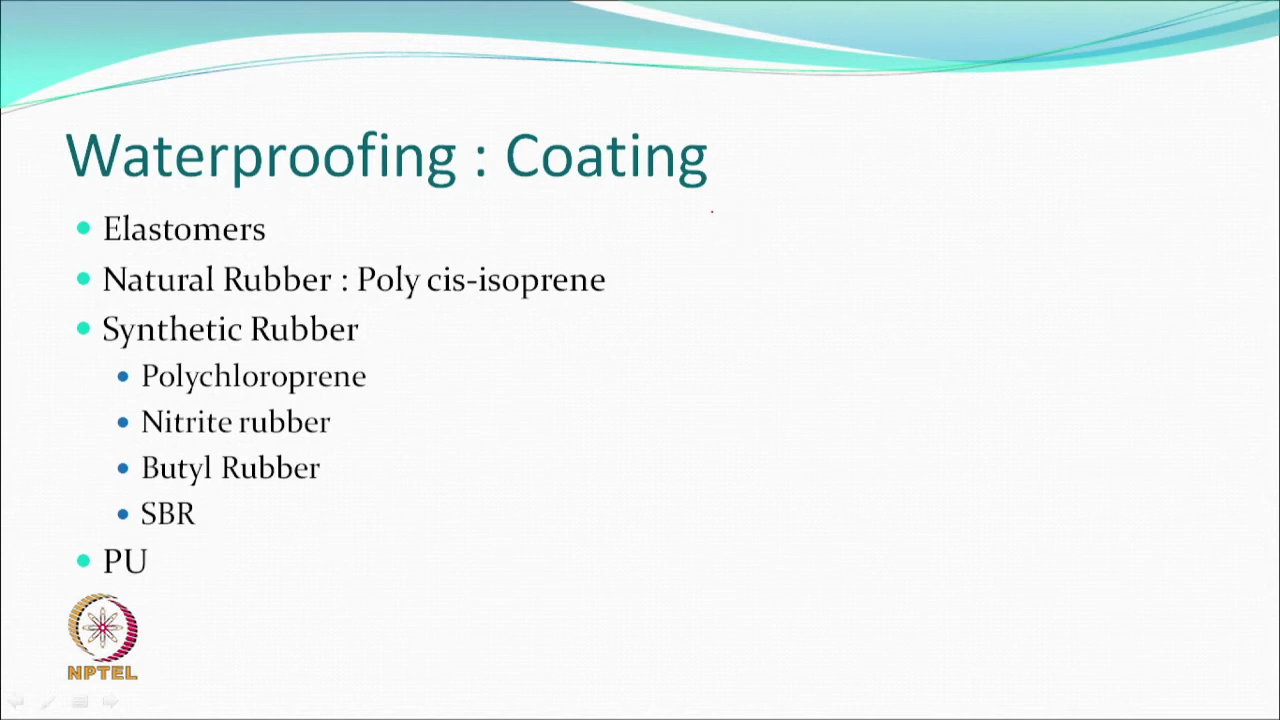 Waterproofing : Coating
Elastomers
Natural Rubber : Poly cis-isoprene
Synthetic Rubber
Polychloroprene
Nitrite rubber
Butyl Rubber
SBR
PU
NPTEL